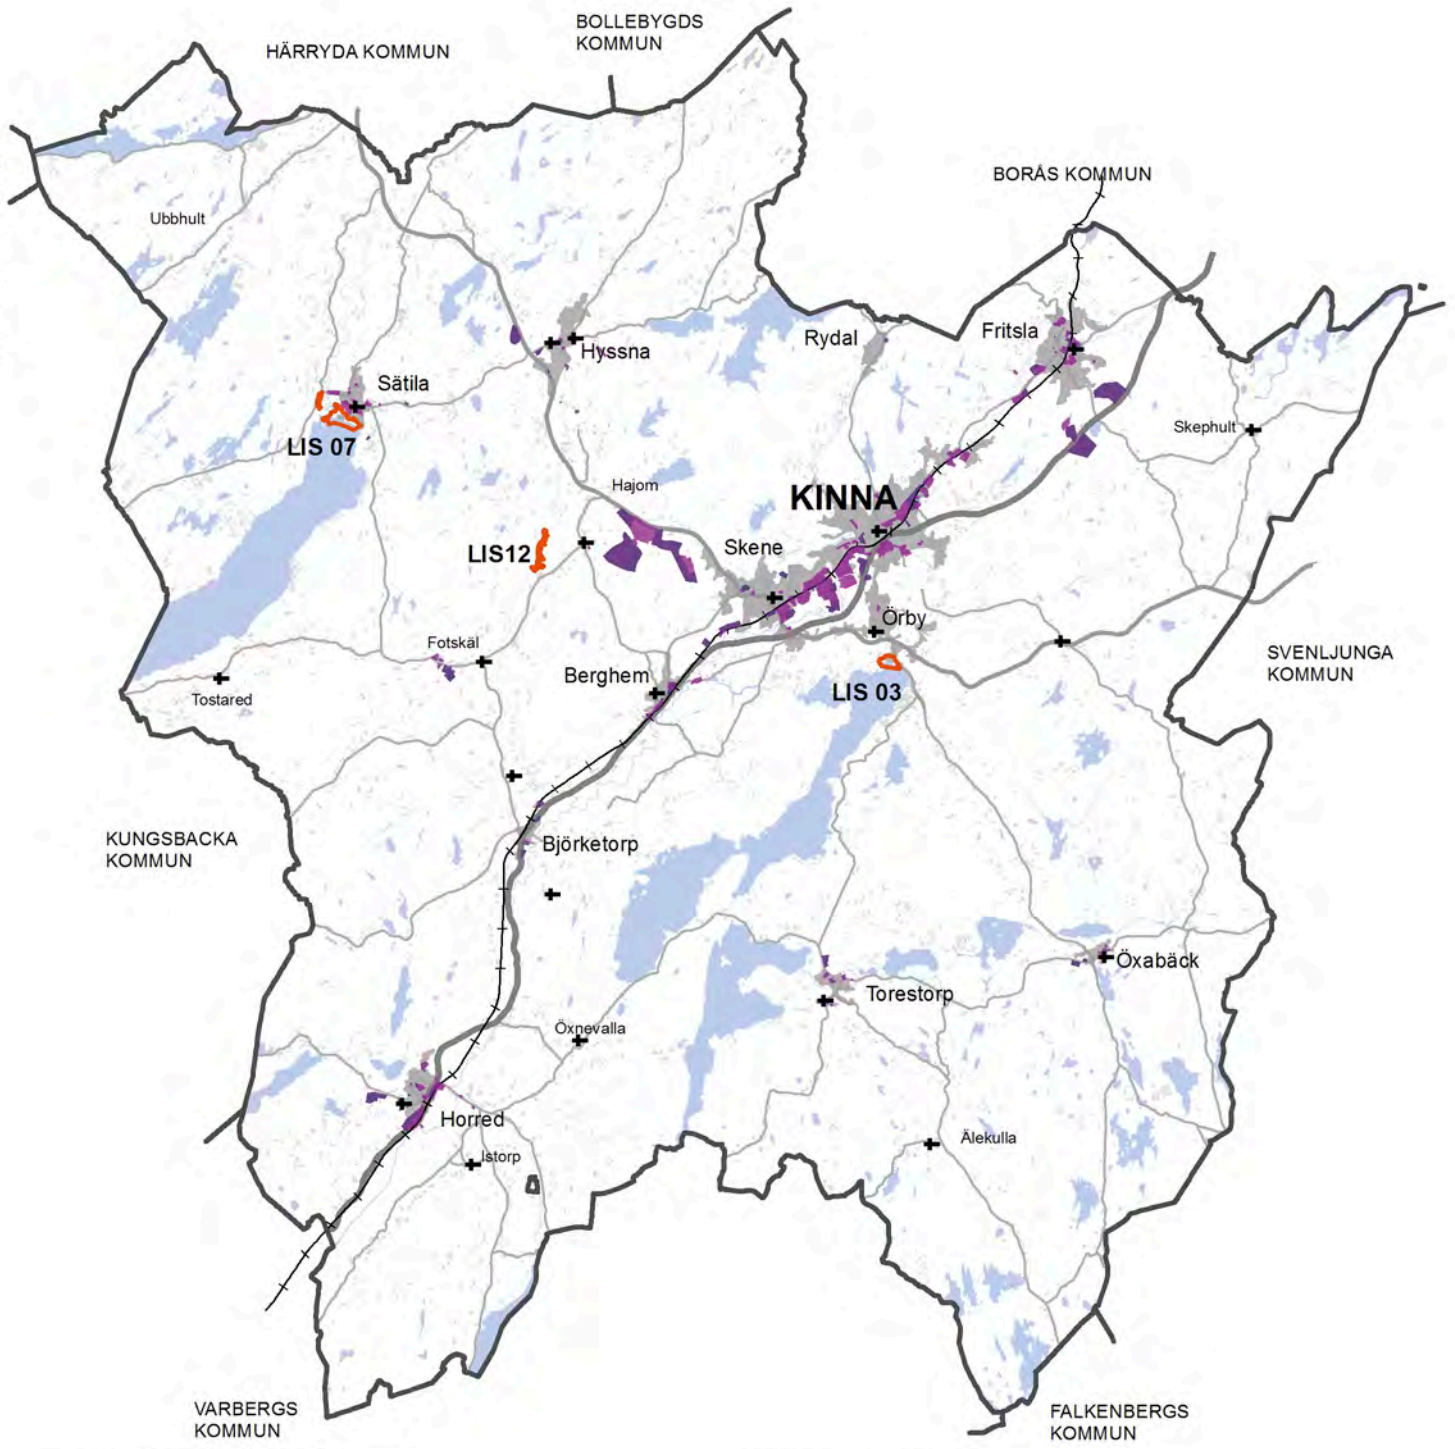 BOLLEBYGDS
KOMMUN
HÄRRYDA KOMMUN
BORÅS KOMMUN
Ubbhult
Rydal
Fritsla
Hyssna
Sätila
Skephult
LIS 07
Hajom
KINNA
LIS12
Skene
Örby
Fotskäl
SVENLJUNGA
KOMMUN
Berghem
LIS 03
Tostared
KUNGSBACKA
KOMMUN
Björketorp
Öxabäck
Torestorp
Öxnevalla
Horred
Älekulla
Istorp
VARBERGS
KOMMUN
FALKENBERGS
KOMMUN